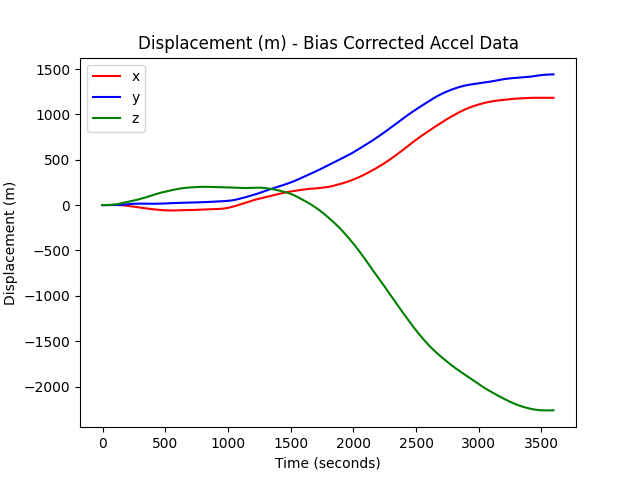 Displacement (m) - Bias Corrected Accel Data
x
y
z
Displacement (m)
1500
1000
500
0
−500
−1000
−1500
−2000
0 500 1000 1500 2000 2500 3000 3500
Time (seconds)